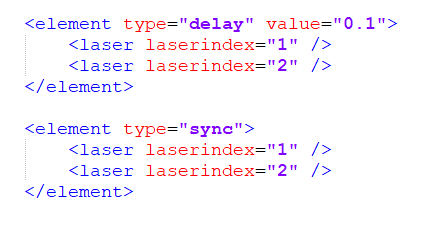 <element type="delay" value="0.1">
    <laser laserindex="1" />
    <laser laserindex="2" />
</element>

<element type="sync">
    <laser laserindex="1" />
    <laser laserindex="2" />
</element>